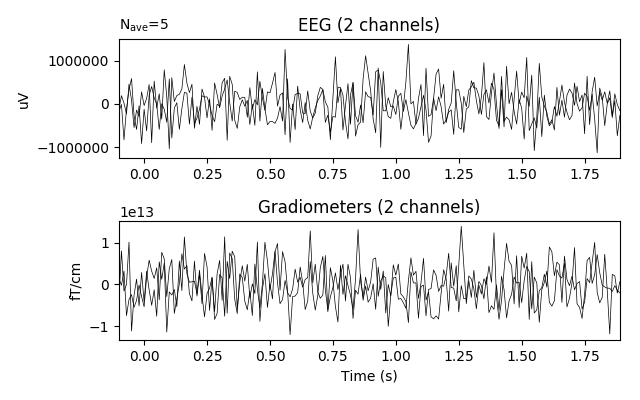 N_ave=5
EEG (2 channels)
1000000
0
−1000000
uV
0.00 0.25 0.50 0.75 1.00 1.25 1.50 1.75
Gradiometers (2 channels)
1e13
1
0
−1
fT/cm
0.00 0.25 0.50 0.75 1.00 1.25 1.50 1.75
Time (s)